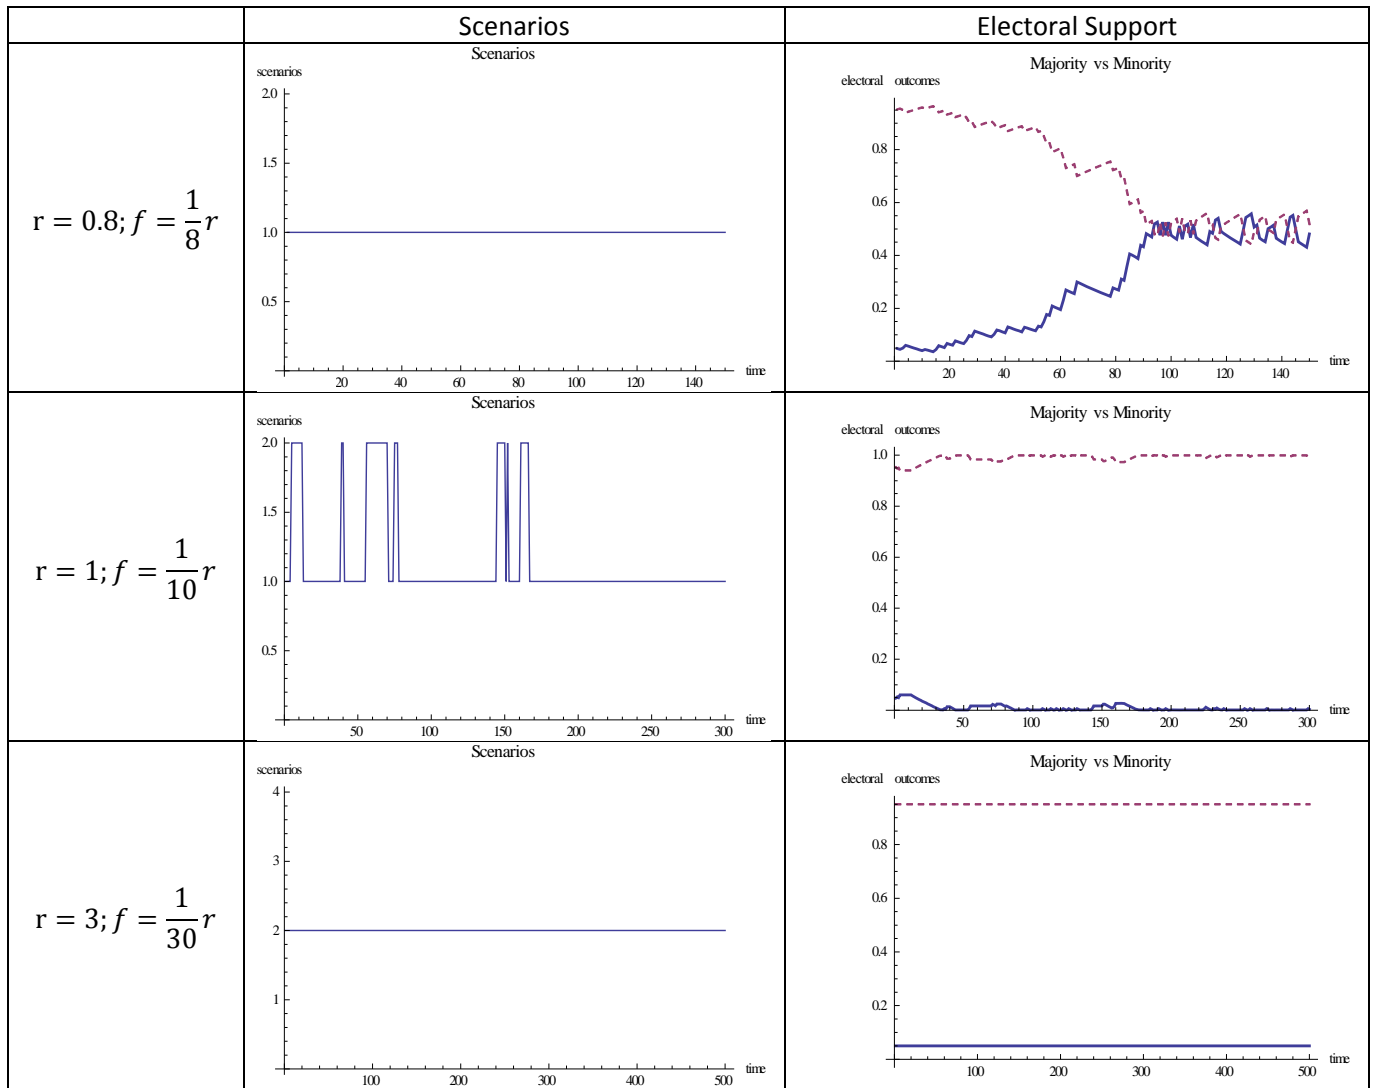 Scenarios
Electoral Support
r = 0.8; f = 1/8 r
Scenarios
scenarios
2.0
1.5
1.0
0.5
20 40 60 80 100 120 140 time
Majority vs Minority
electoral outcomes
0.8
0.6
0.4
0.2
20 40 60 80 100 120 140 time
r = 1; f = 1/10 r
Scenarios
scenarios
2.0
1.5
1.0
0.5
50 100 150 200 250 300 time
Majority vs Minority
electoral outcomes
1.0
0.8
0.6
0.4
0.2
50 100 150 200 250 300 time
r = 3; f = 1/30 r
Scenarios
scenarios
4
3
2
1
100 200 300 400 500 time
Majority vs Minority
electoral outcomes
0.8
0.6
0.4
0.2
100 200 300 400 500 time